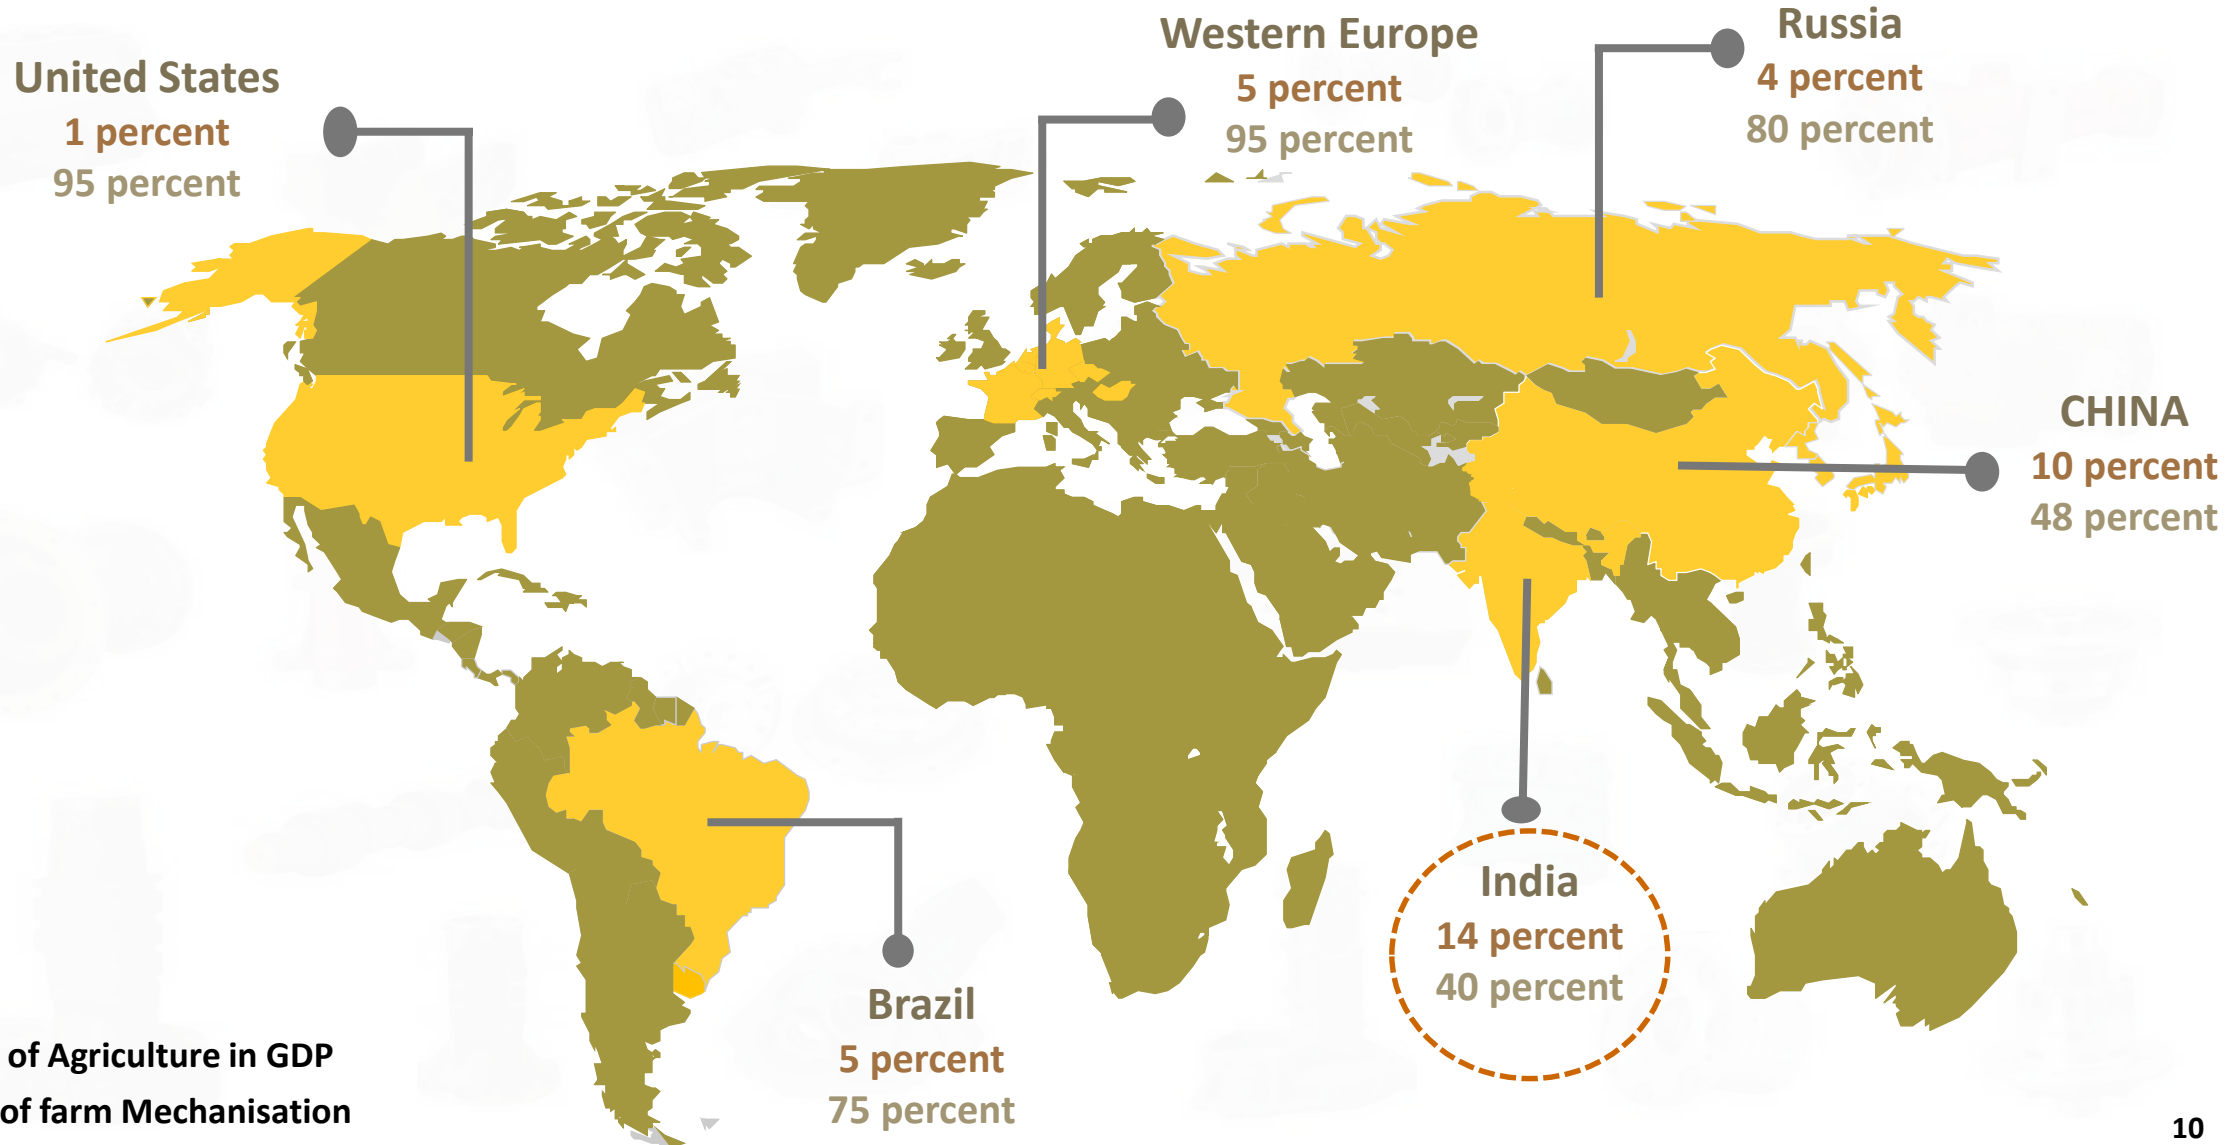 Western Europe
5 percent
95 percent
Russia
4 percent
80 percent
United States
1 percent
95 percent
CHINA
10 percent
48 percent
India
14 percent
40 percent
Brazil
5 percent
75 percent
of Agriculture in GDP
of farm Mechanisation
10